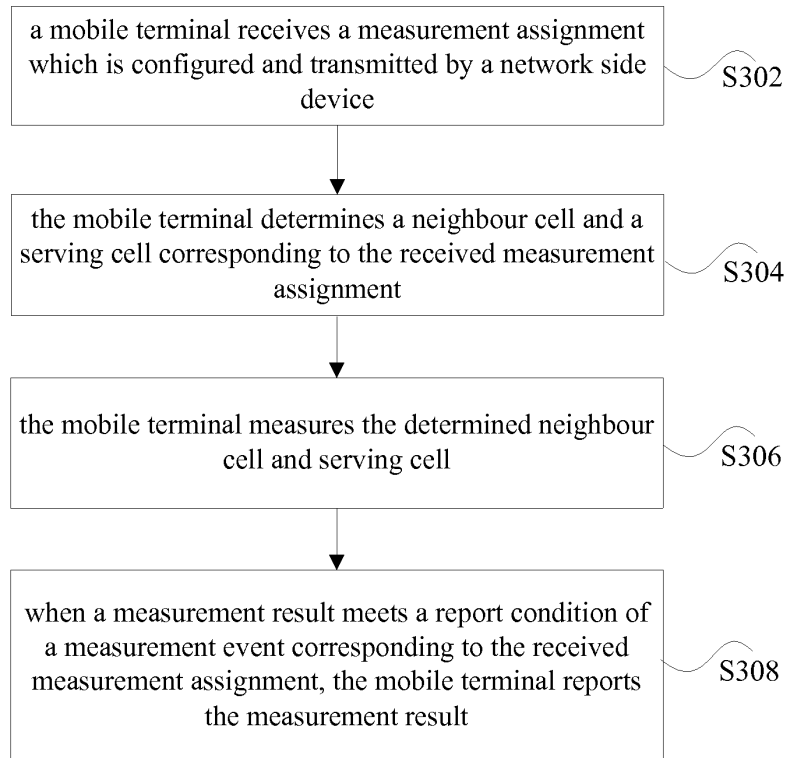 a mobile terminal receives a measurement assignment
which is configured and transmitted by a network side
device
S302
the mobile terminal determines a neighbour cell and a
serving cell corresponding to the received measurement
assignment
S304
the mobile terminal measures the determined neighbour
cell and serving cell
S306
when a measurement result meets a report condition of
a measurement event corresponding to the received
measurement assignment, the mobile terminal reports
the measurement result
S308